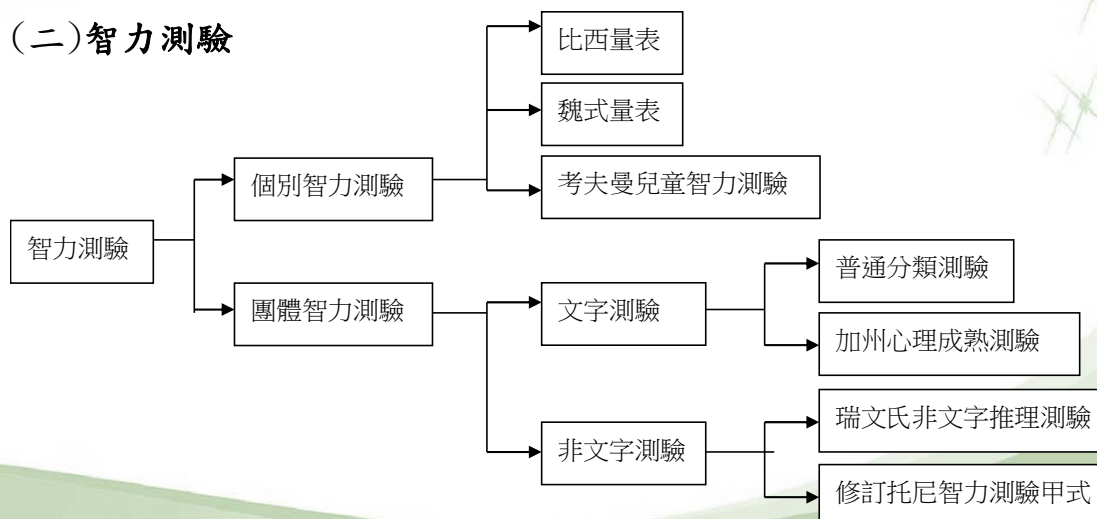 (二)智力測驗
比西量表
魏式量表
個別智力測驗
考夫曼兒童智力測驗
智力測驗
普通分類測驗
團體智力測驗
文字測驗
加州心理成熟測驗
瑞文氏非文字推理測驗
非文字測驗
修訂托尼智力測驗甲式